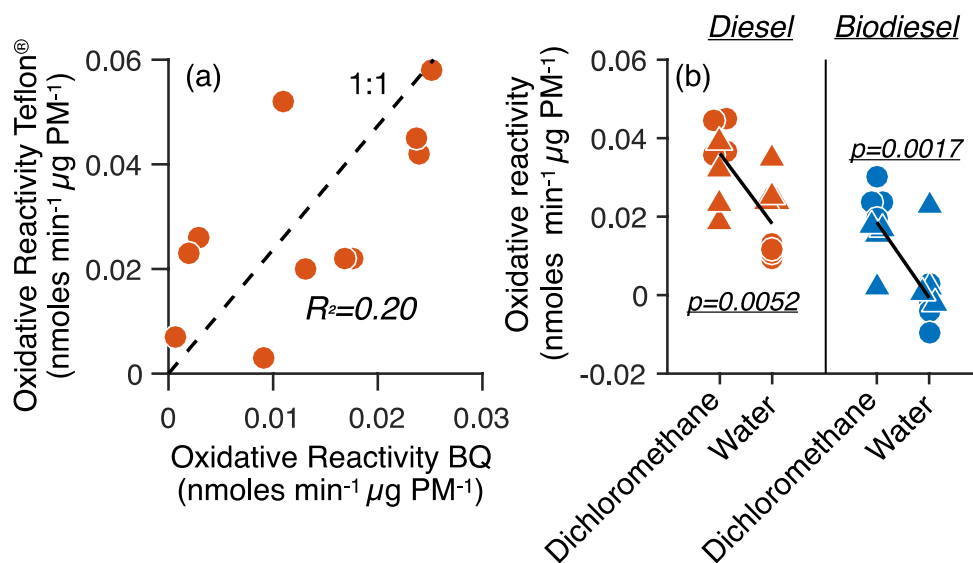 Oxidative Reactivity Teflon®
(nmoles min⁻¹ µg PM⁻¹)
0.06
0.04
0.02
0
(a)
1:1
R²=0.20
0
0.01
0.02
0.03
Oxidative Reactivity BQ
(nmoles min⁻¹ µg PM⁻¹)
Diesel
Biodiesel
Oxidative reactivity
(nmoles min⁻¹ µg PM⁻¹)
0.06
0.04
0.02
0
-0.02
(b)
p=0.0017
p=0.0052
Dichloromethane
Water
Dichloromethane
Water